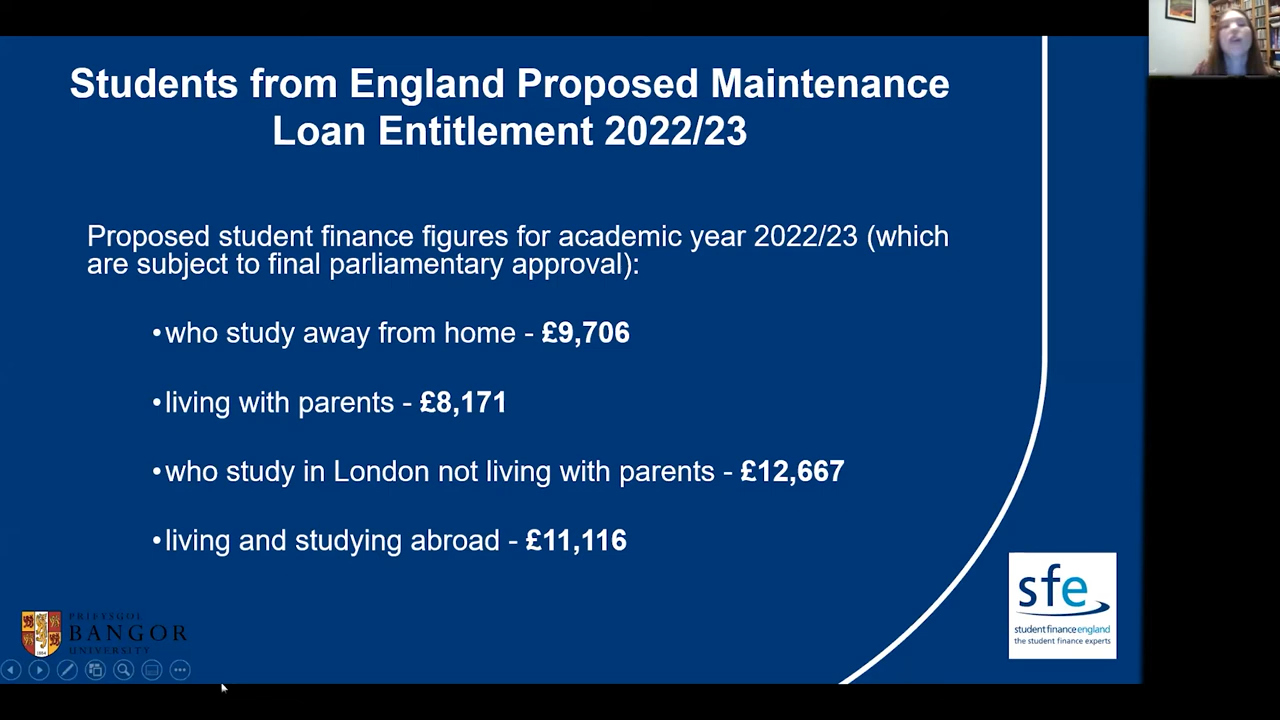 Students from England Proposed Maintenance
Loan Entitlement 2022/23
Proposed student finance figures for academic year 2022/23 (which
are subject to final parliamentary approval):
•who study away from home - £9,706
•living with parents - £8,171
•who study in London not living with parents - £12,667
•living and studying abroad - £11,116
PRIFYSGOL
BANGOR
UNIVERSITY
sfe
studentfinanceengland
the student finance experts